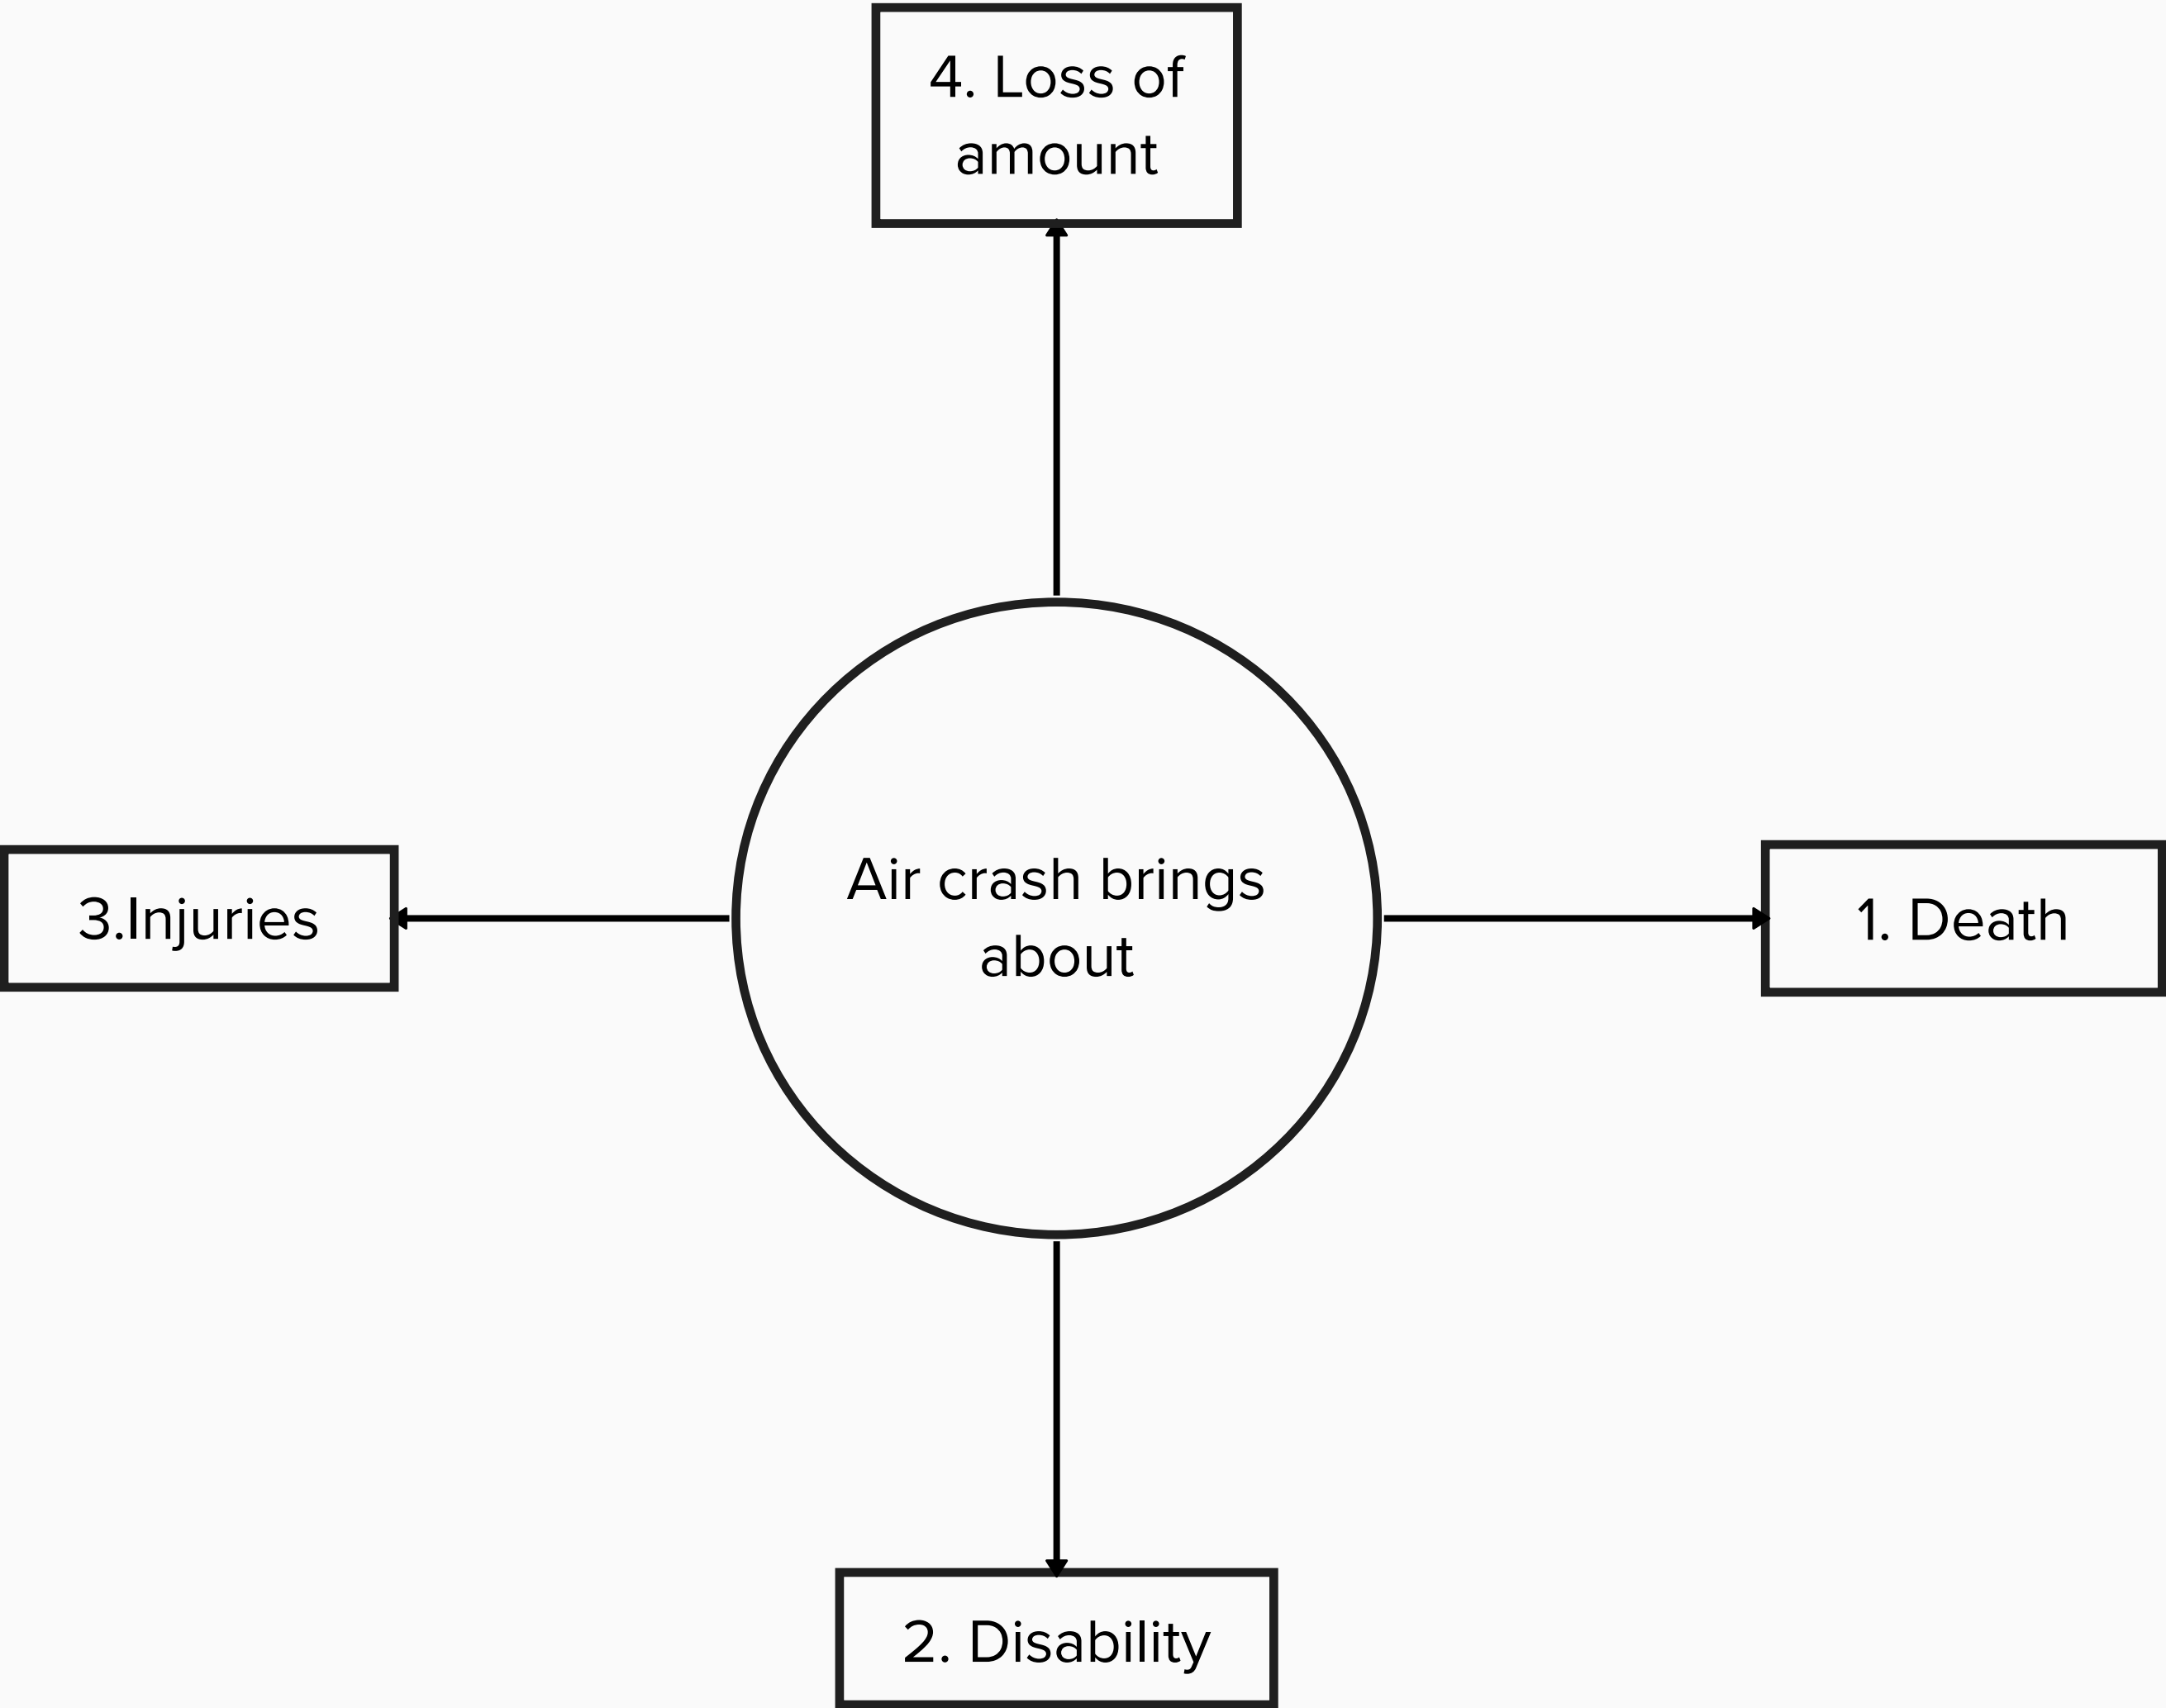 4. Loss of
amount
Air crash brings
about
3.Injuries
1. Death
2. Disability